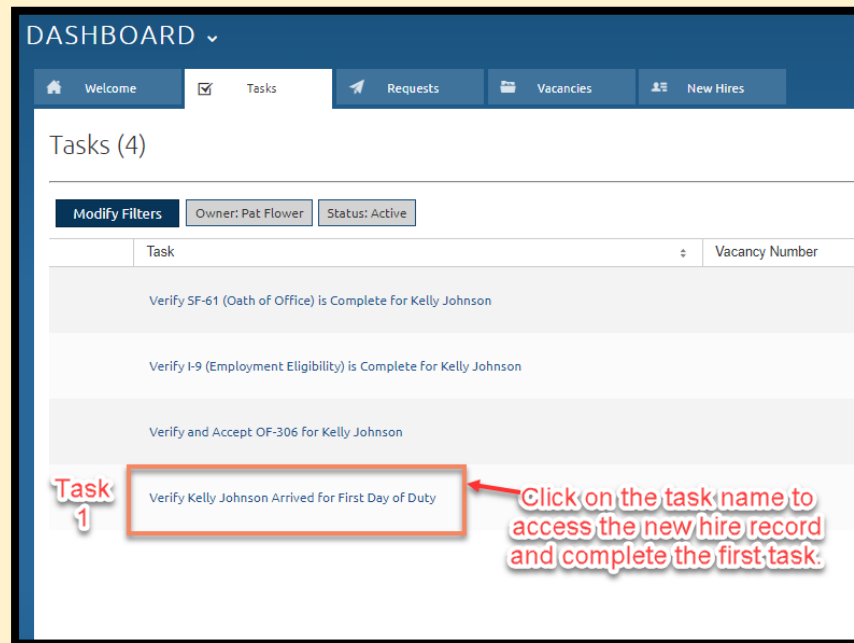 DASHBOARD
Welcome Tasks Requests Vacancies New Hires
Tasks (4)
Modify Filters Owner: Pat Flower Status: Active
Task Vacancy Number
Verify SF-61 (Oath of Office) is Complete for Kelly Johnson
Verify I-9 (Employment Eligibility) is Complete for Kelly Johnson
Verify and Accept OF-306 for Kelly Johnson
Task
1
Verify Kelly Johnson Arrived for First Day of Duty
Click on the task name to
access the new hire record
and complete the first task.